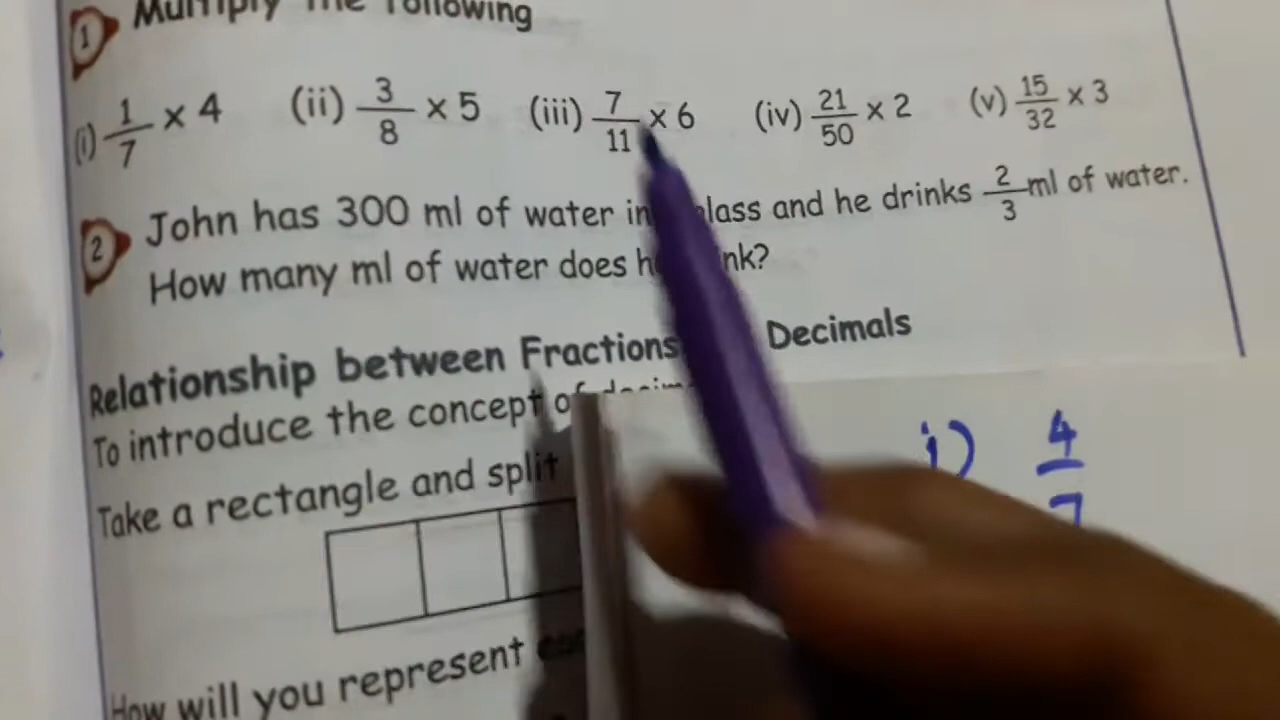 1 Multiply The Following
(i) 1/7 × 4 (ii) 3/8 × 5 (iii) 7/11 × 6 (iv) 21/50 × 2 (v) 15/32 × 3
2 John has 300 ml of water in and he drinks 2/3 ml of water.
How many ml of water does
Relationship between Fractions Decimals
To introduce the concept of
Take a rectangle and split
How will you represent
i) 4/7